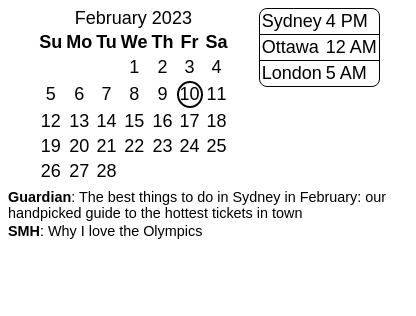 February 2023
Su Mo Tu We Th Fr Sa
1 2 3 4
5 6 7 8 9 10 11
12 13 14 15 16 17 18
19 20 21 22 23 24 25
26 27 28
Sydney 4 PM
Ottawa 12 AM
London 5 AM
Guardian: The best things to do in Sydney in February: our
handpicked guide to the hottest tickets in town
SMH: Why I love the Olympics